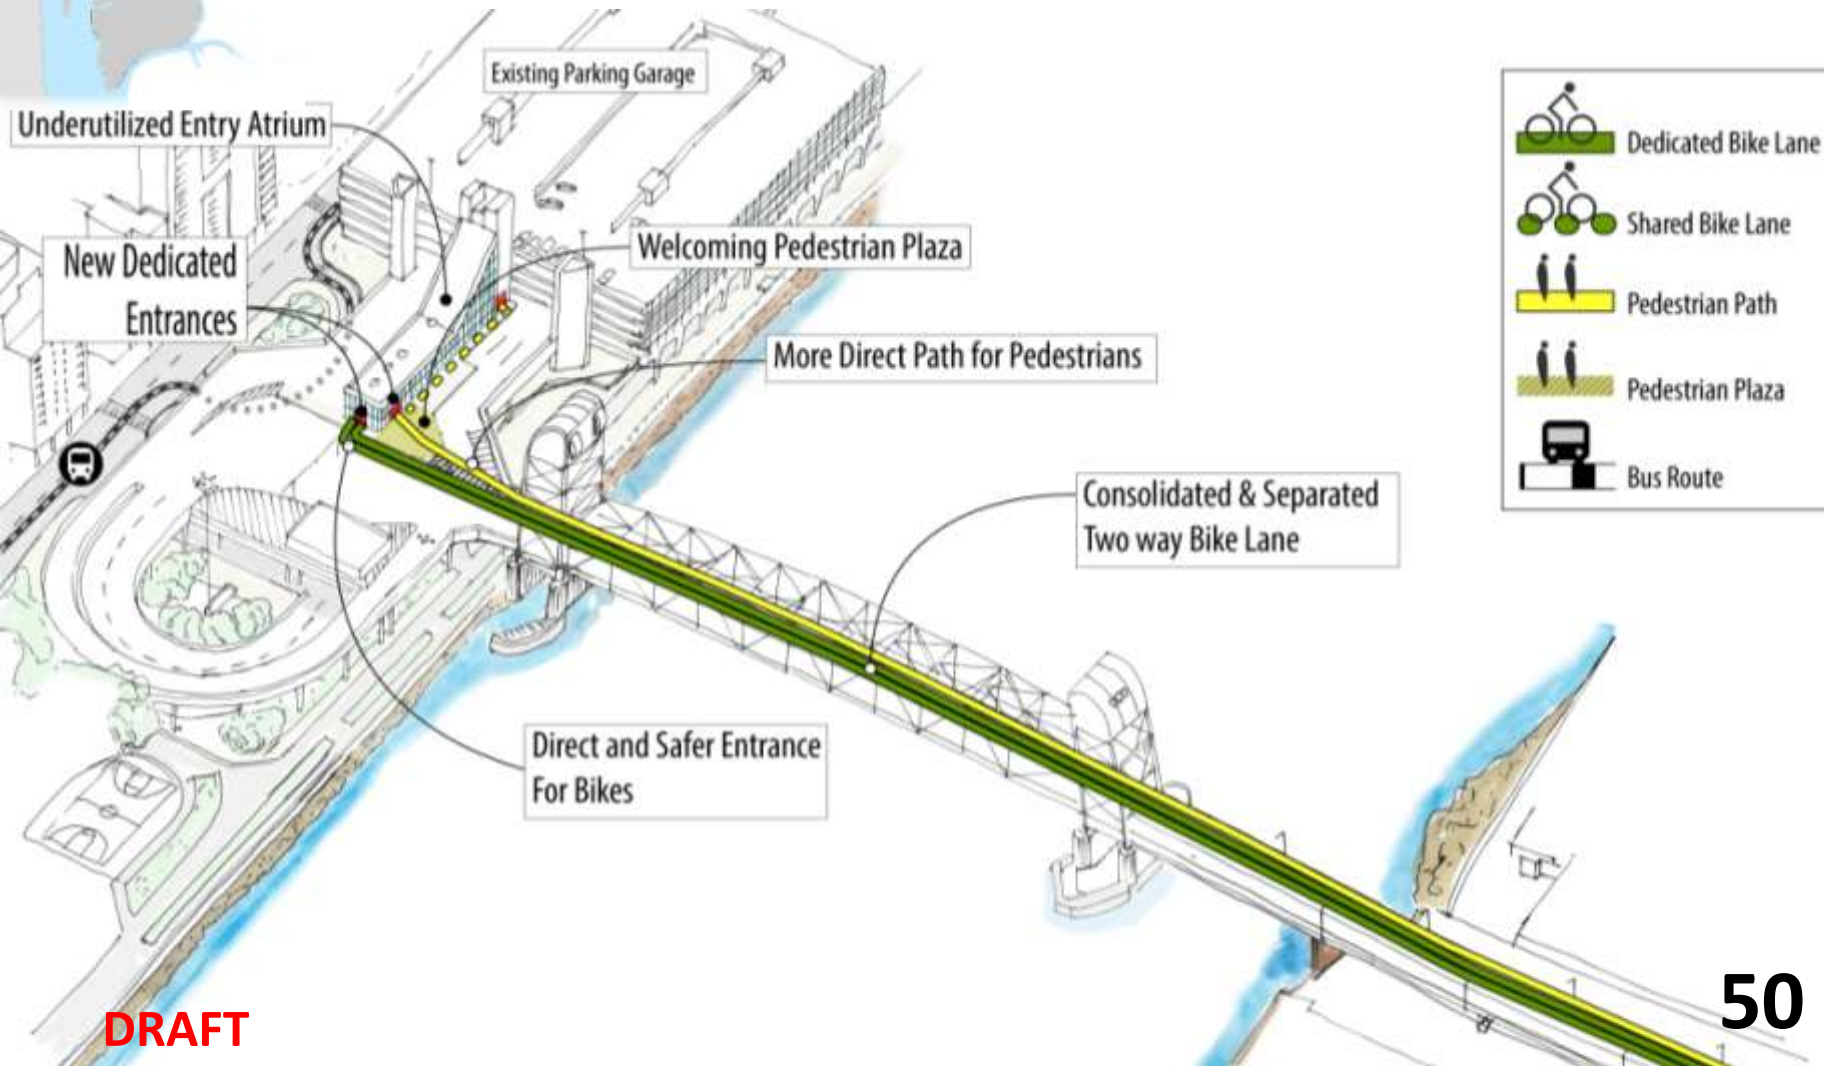 Existing Parking Garage
Underutilized Entry Atrium
New Dedicated
Entrances
Welcoming Pedestrian Plaza
More Direct Path for Pedestrians
Consolidated & Separated
Two way Bike Lane
Direct and Safer Entrance
For Bikes
Dedicated Bike Lane
Shared Bike Lane
Pedestrian Path
Pedestrian Plaza
Bus Route
DRAFT
50